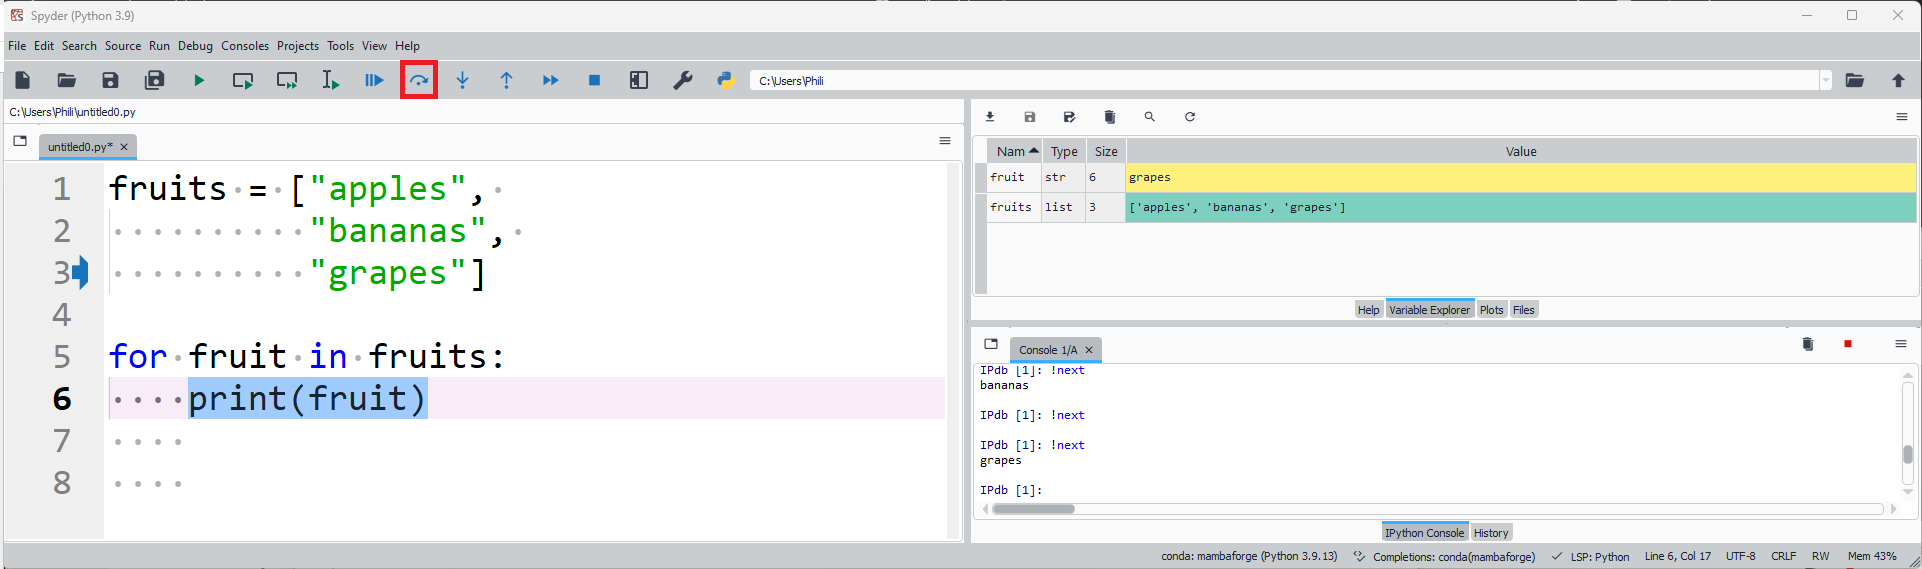 Spyder (Python 3.9)
File Edit Search Source Run Debug Consoles Projects Tools View Help
C:\Users\Phili
C:\Users\Phili\untitled0.py
untitled0.py*
1 fruits = ["apples",
2 "bananas",
3 "grapes"]
4
5 for fruit in fruits:
6 print(fruit)
7
8
Nam Type Size Value
fruit str 6 grapes
fruits list 3 ['apples', 'bananas', 'grapes']
Help Variable Explorer Plots Files
Console 1/A
IPdb [1]: !next
bananas
IPdb [1]: !next
IPdb [1]: !next
grapes
IPdb [1]:
IPython Console History
conda: mambaforge (Python 3.9.13) Completions: conda(mambaforge) LSP: Python Line 6, Col 17 UTF-8 CRLF RW Mem 43%